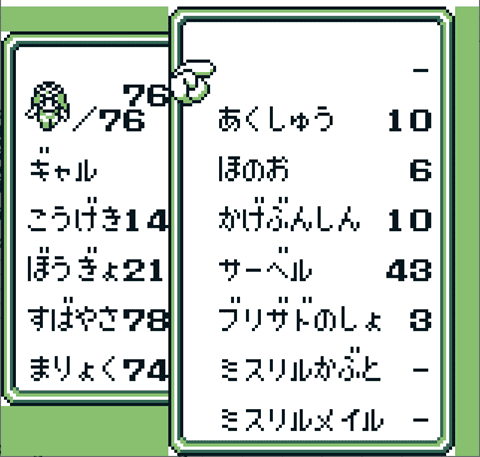 76
/76
ギャル
こうげき14
ぼうぎょ21
すばやさ78
まりょく74
-
あくしゅう 10
ほのお 6
かげぶんしん 10
サーベル 43
ブリザドのしょ 3
ミスリルかぶと -
ミスリルメイル -